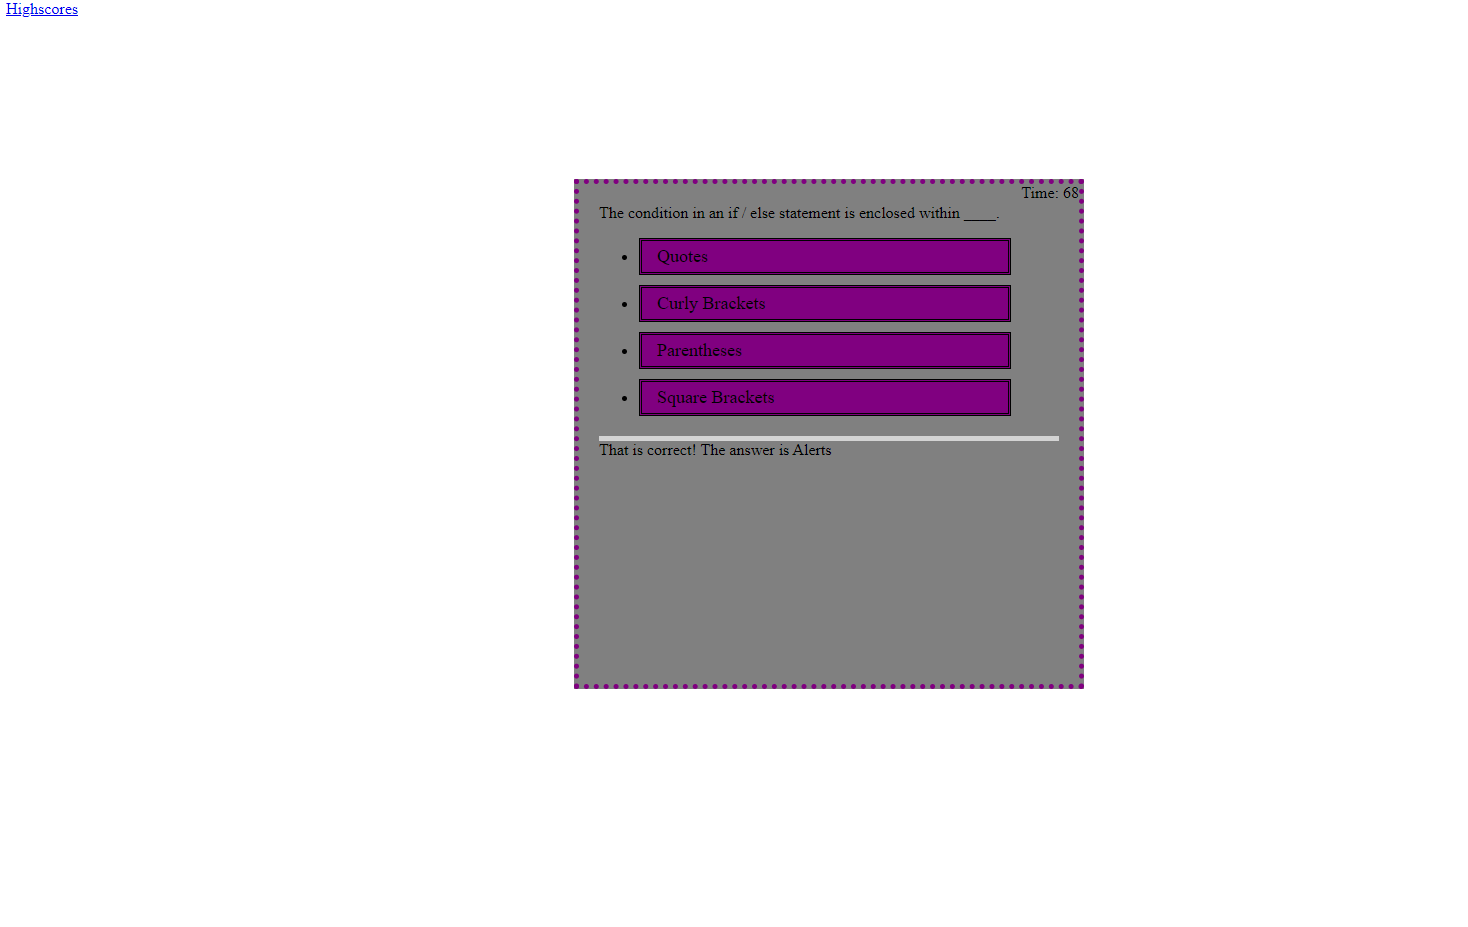 Highscores
Time: 68
The condition in an if / else statement is enclosed within ____.
Quotes
Curly Brackets
Parentheses
Square Brackets
That is correct! The answer is Alerts